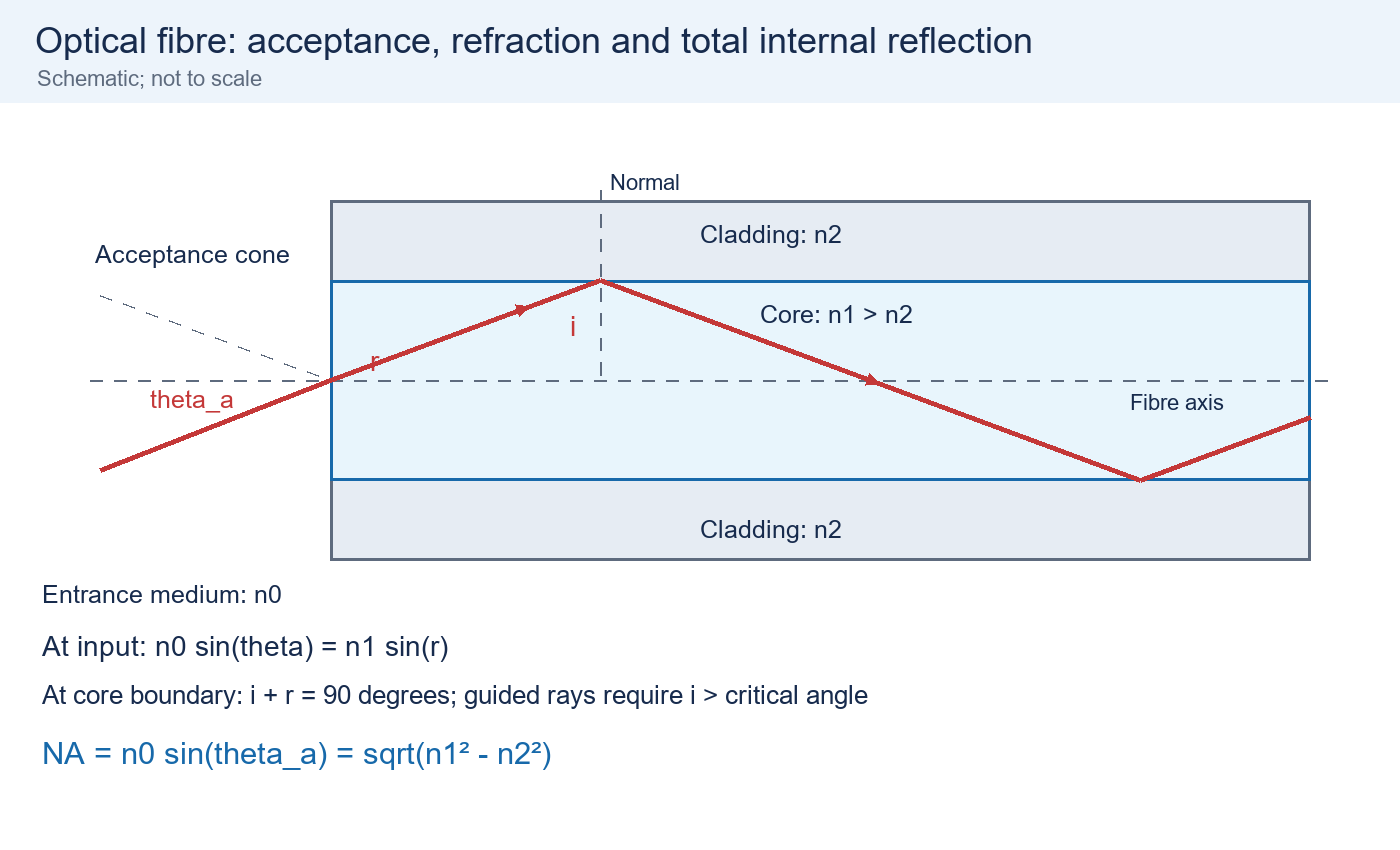 Optical fibre: acceptance, refraction and total internal reflection
Schematic; not to scale
Normal
Cladding: n2
Acceptance cone
Core: n1 > n2
i
r
theta_a
Fibre axis
Cladding: n2
Entrance medium: n0
At input: n0 sin(theta) = n1 sin(r)
At core boundary: i + r = 90 degrees; guided rays require i > critical angle
NA = n0 sin(theta_a) = sqrt(n1² - n2²)